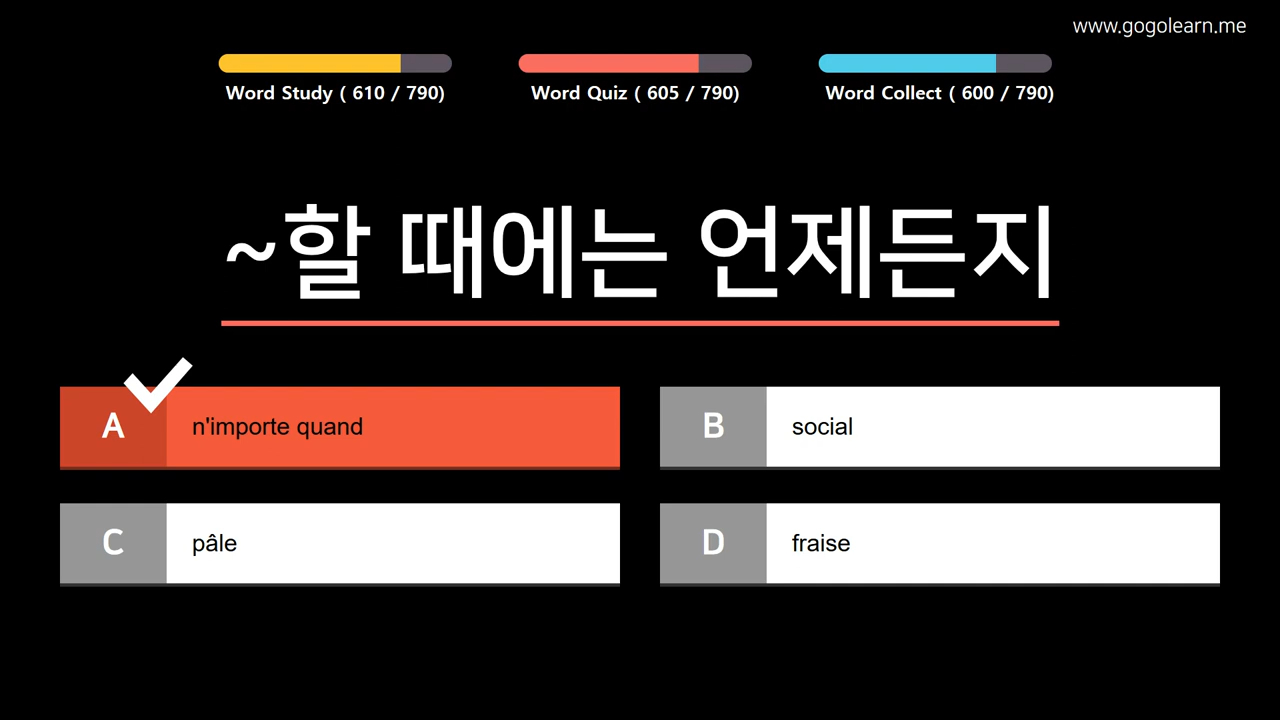 www.gogolearn.me
Word Study ( 610 / 790)
Word Quiz ( 605 / 790)
Word Collect ( 600 / 790)
~할 때에는 언제든지
A n'importe quand
B social
C pâle
D fraise